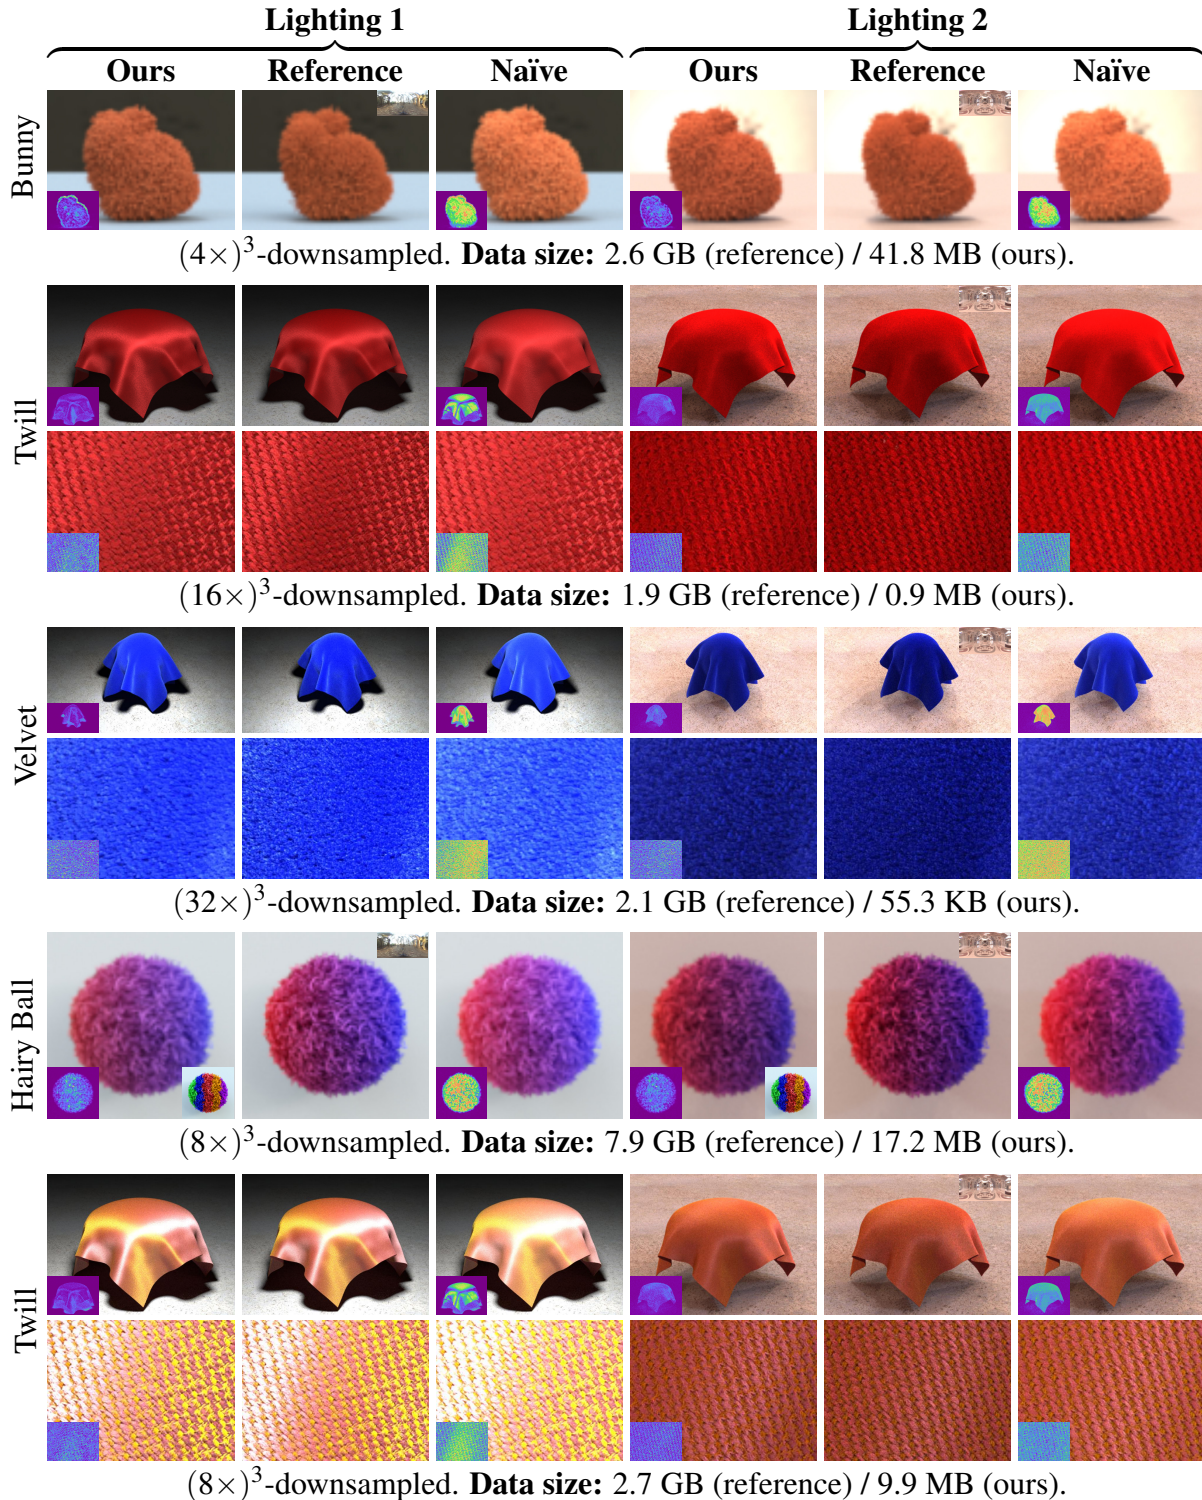 Lighting 1 Lighting 2
Ours Reference Naïve Ours Reference Naïve
Bunny
(4×)³-downsampled. Data size: 2.6 GB (reference) / 41.8 MB (ours).
Twill
(16×)³-downsampled. Data size: 1.9 GB (reference) / 0.9 MB (ours).
Velvet
(32×)³-downsampled. Data size: 2.1 GB (reference) / 55.3 KB (ours).
Hairy Ball
(8×)³-downsampled. Data size: 7.9 GB (reference) / 17.2 MB (ours).
Twill
(8×)³-downsampled. Data size: 2.7 GB (reference) / 9.9 MB (ours).